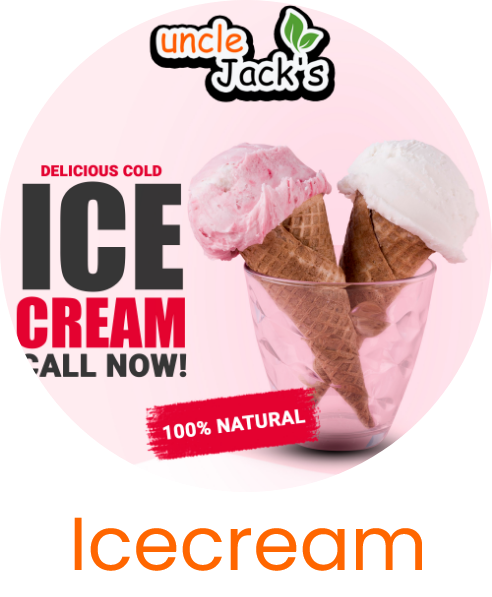 uncle
Jack's
DELICIOUS COLD
ICE
CREAM
CALL NOW!
100% NATURAL
Icecream